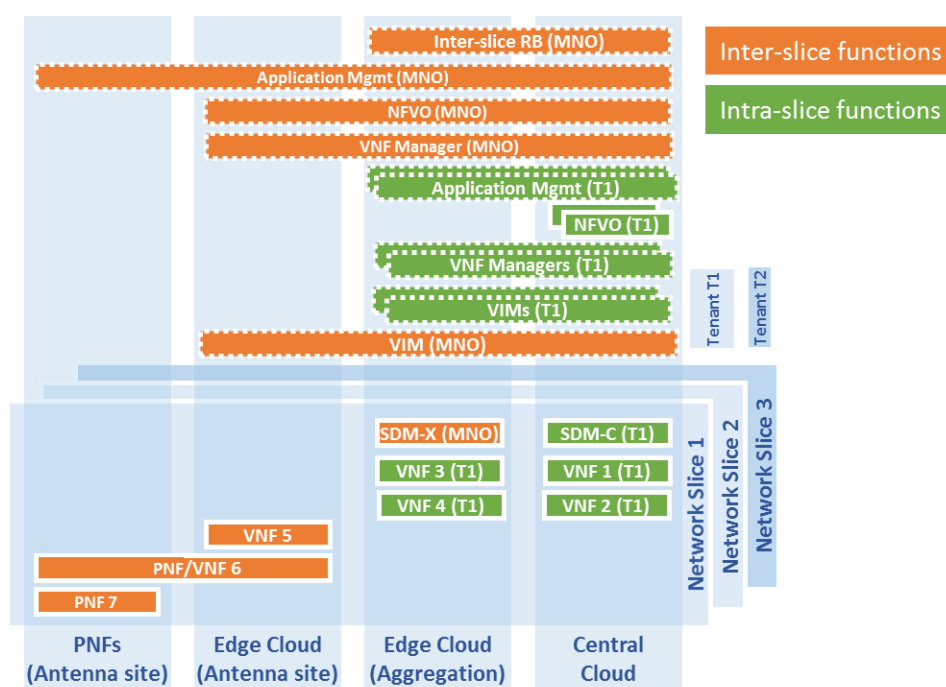 Inter-slice RB (MNO)
Inter-slice functions
Application Mgmt (MNO)
Intra-slice functions
NFVO (MNO)
VNF Manager (MNO)
Application Mgmt (T1)
NFVO (T1)
VNF Managers (T1)
VIMs (T1)
VIM (MNO)
Tenant T1
Tenant T2
SDM-X (MNO)
SDM-C (T1)
VNF 3 (T1)
VNF 1 (T1)
VNF 4 (T1)
VNF 2 (T1)
VNF 5
PNF/VNF 6
PNF 7
Network Slice 1
Network Slice 2
Network Slice 3
PNFs
(Antenna site)
Edge Cloud
(Antenna site)
Edge Cloud
(Aggregation)
Central
Cloud